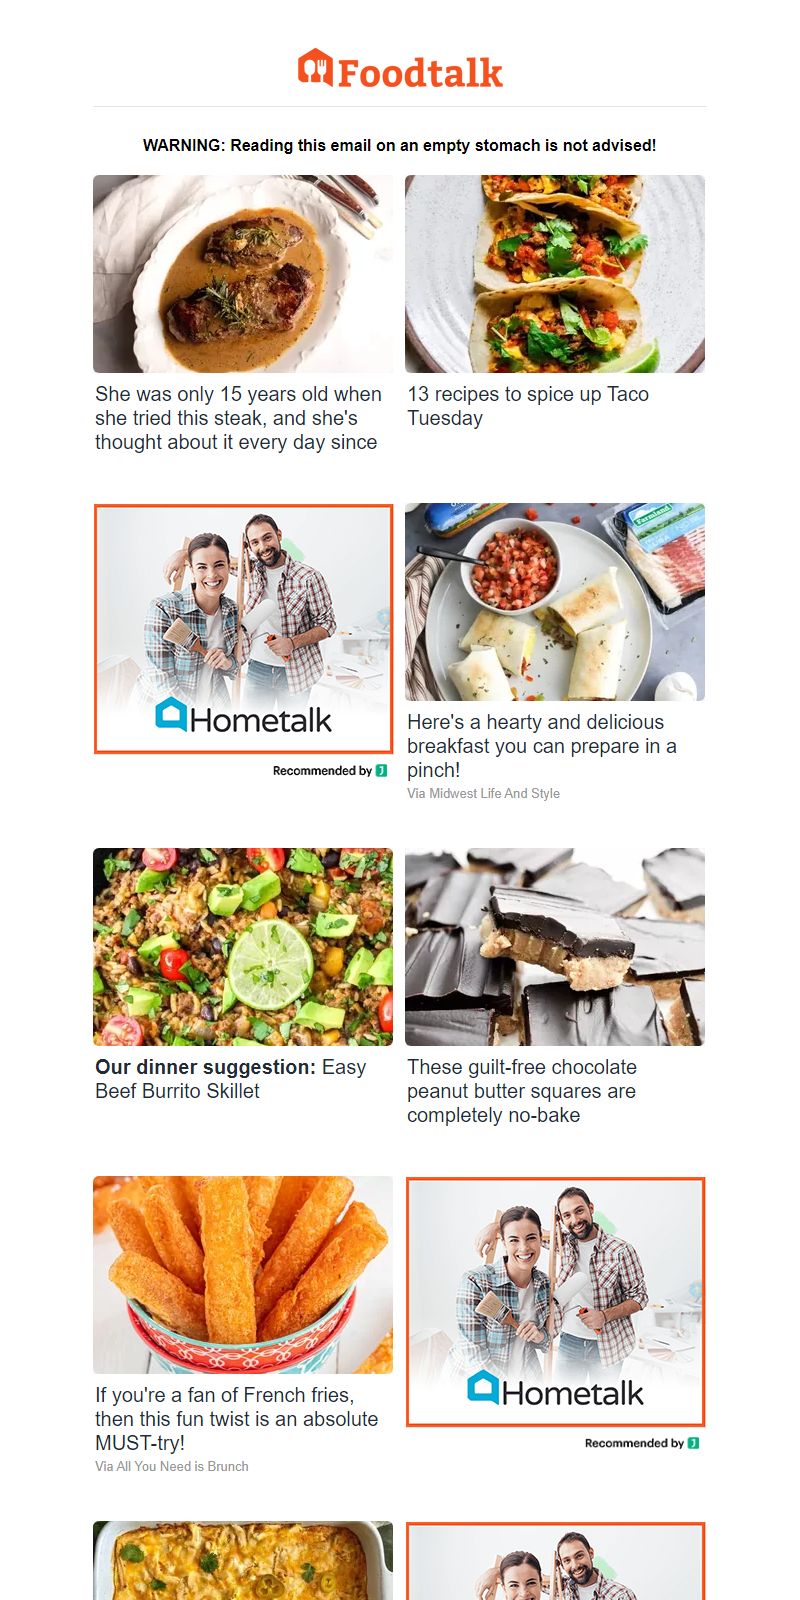 Foodtalk
WARNING: Reading this email on an empty stomach is not advised!
She was only 15 years old when
she tried this steak, and she's
thought about it every day since
13 recipes to spice up Taco
Tuesday
Hometalk
Recommended by
Farmland
Here's a hearty and delicious
breakfast you can prepare in a
pinch!
Via Midwest Life And Style
Our dinner suggestion: Easy
Beef Burrito Skillet
These guilt-free chocolate
peanut butter squares are
completely no-bake
If you're a fan of French fries,
then this fun twist is an absolute
MUST-try!
Via All You Need is Brunch
Hometalk
Recommended by